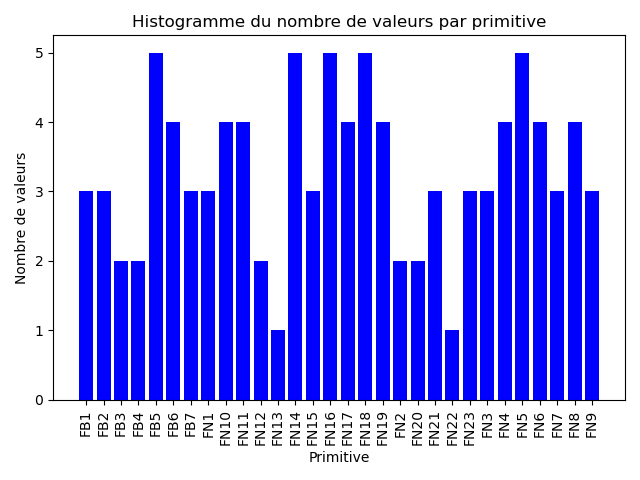 Histogramme du nombre de valeurs par primitive
Nombre de valeurs
5
4
3
2
1
0
FB1 FB2 FB3 FB4 FB5 FB6 FB7 FN1 FN10 FN11 FN12 FN13 FN14 FN15 FN16 FN17 FN18 FN19 FN2 FN20 FN21 FN22 FN23 FN3 FN4 FN5 FN6 FN7 FN8 FN9
Primitive